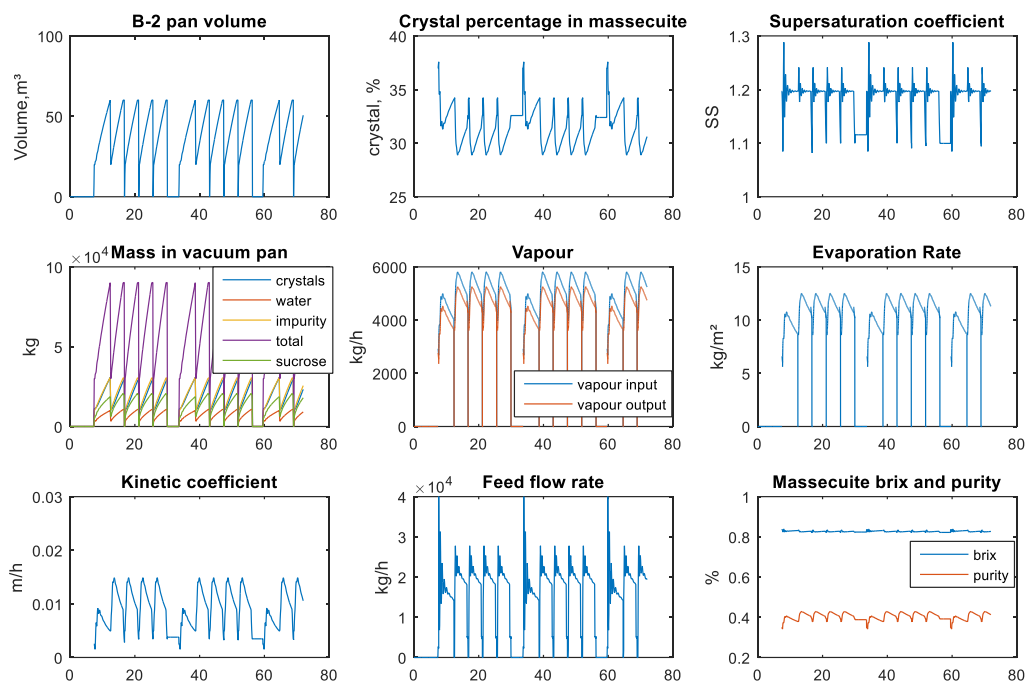 B-2 pan volume
Volume,m³
100
50
0
0 20 40 60 80
Crystal percentage in massecuite
crystal, %
40
35
30
25
0 20 40 60 80
Supersaturation coefficient
SS
1.3
1.2
1.1
1
0 20 40 60 80
× 10⁴ Mass in vacuum pan
kg
10
5
0
crystals
water
impurity
total
sucrose
0 20 40 60 80
Vapour
kg/h
6000
4000
2000
0
vapour input
vapour output
0 20 40 60 80
Evaporation Rate
kg/m²
15
10
5
0
0 20 40 60 80
Kinetic coefficient
m/h
0.03
0.02
0.01
0
0 20 40 60 80
× 10⁴ Feed flow rate
kg/h
4
3
2
1
0
0 20 40 60 80
Massecuite brix and purity
%
1
0.8
0.6
0.4
0.2
brix
purity
0 20 40 60 80